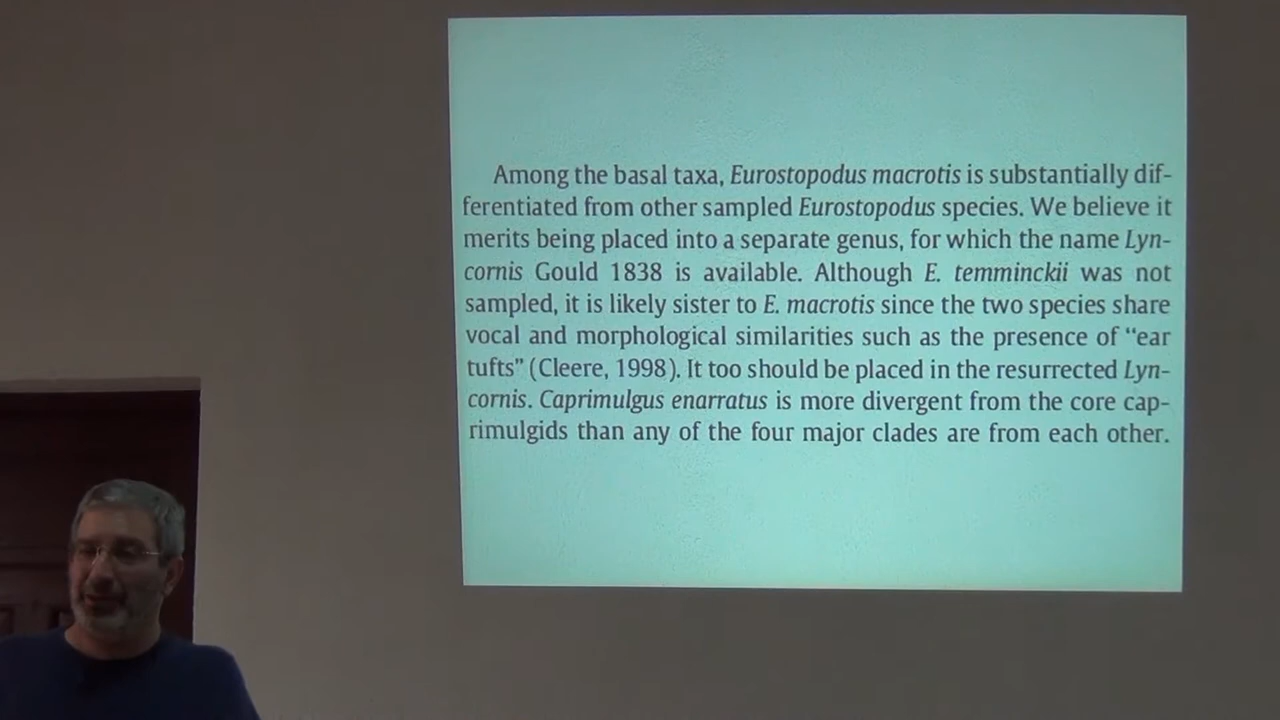 Among the basal taxa, Eurostopodus macrotis is substantially dif-
ferentiated from other sampled Eurostopodus species. We believe it
merits being placed into a separate genus, for which the name Lyn-
cornis Gould 1838 is available. Although E. temminckii was not
sampled, it is likely sister to E. macrotis since the two species share
vocal and morphological similarities such as the presence of “ear
tufts” (Cleere, 1998). It too should be placed in the resurrected Lyn-
cornis. Caprimulgus enarratus is more divergent from the core cap-
rimulgids than any of the four major clades are from each other.